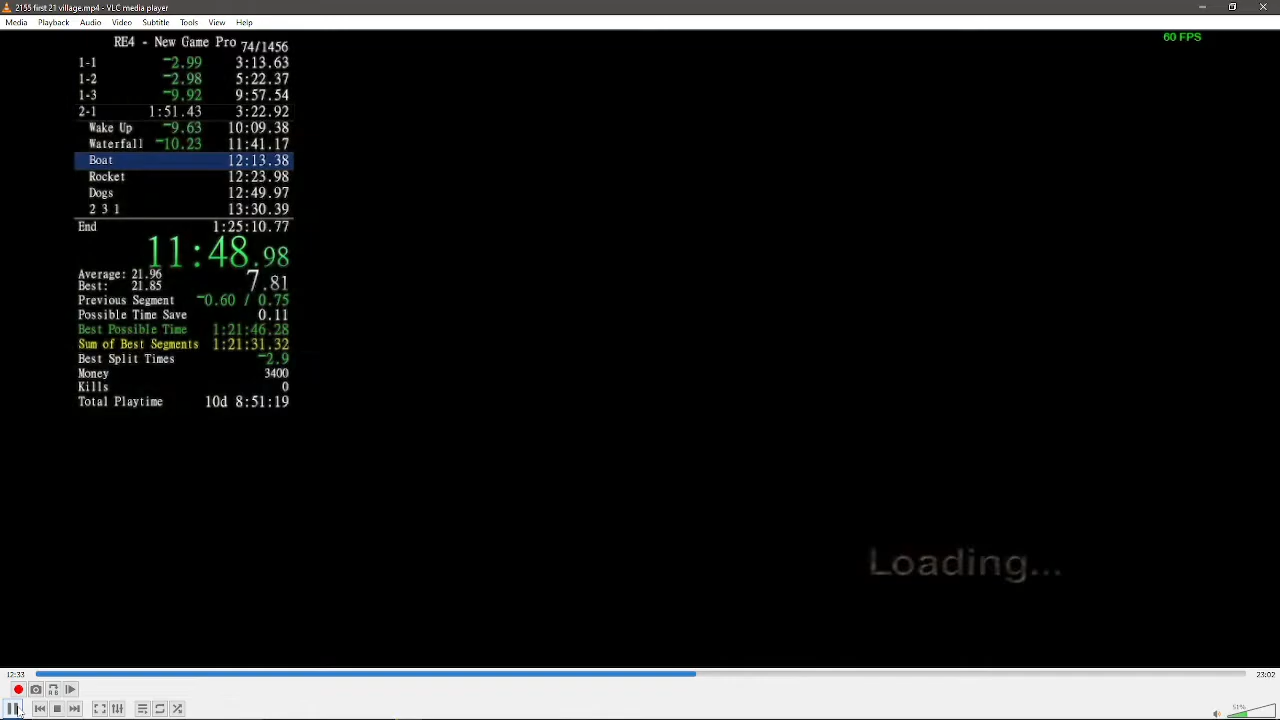 2155 first 21 village.mp4 - VLC media player
Media Playback Audio Video Subtitle Tools View Help
60 FPS
RE4 - New Game Pro 74/1456
1-1 -2.99 3:13.63
1-2 -2.98 5:22.37
1-3 -9.92 9:57.54
2-1 1:51.43 3:22.92
Wake Up -9.63 10:09.38
Waterfall -10.23 11:41.17
Boat 12:13.38
Rocket 12:23.98
Dogs 12:49.97
2 3 1 13:30.39
End 1:25:10.77
11:48.98
Average: 21.96 7.81
Best: 21.85
Previous Segment -0.60 / 0.75
Possible Time Save 0.11
Best Possible Time 1:21:46.28
Sum of Best Segments 1:21:31.32
Best Split Times -2.9
Money 3400
Kills 0
Total Playtime 10d 8:51:19
Loading...
12:33 23:02
51%